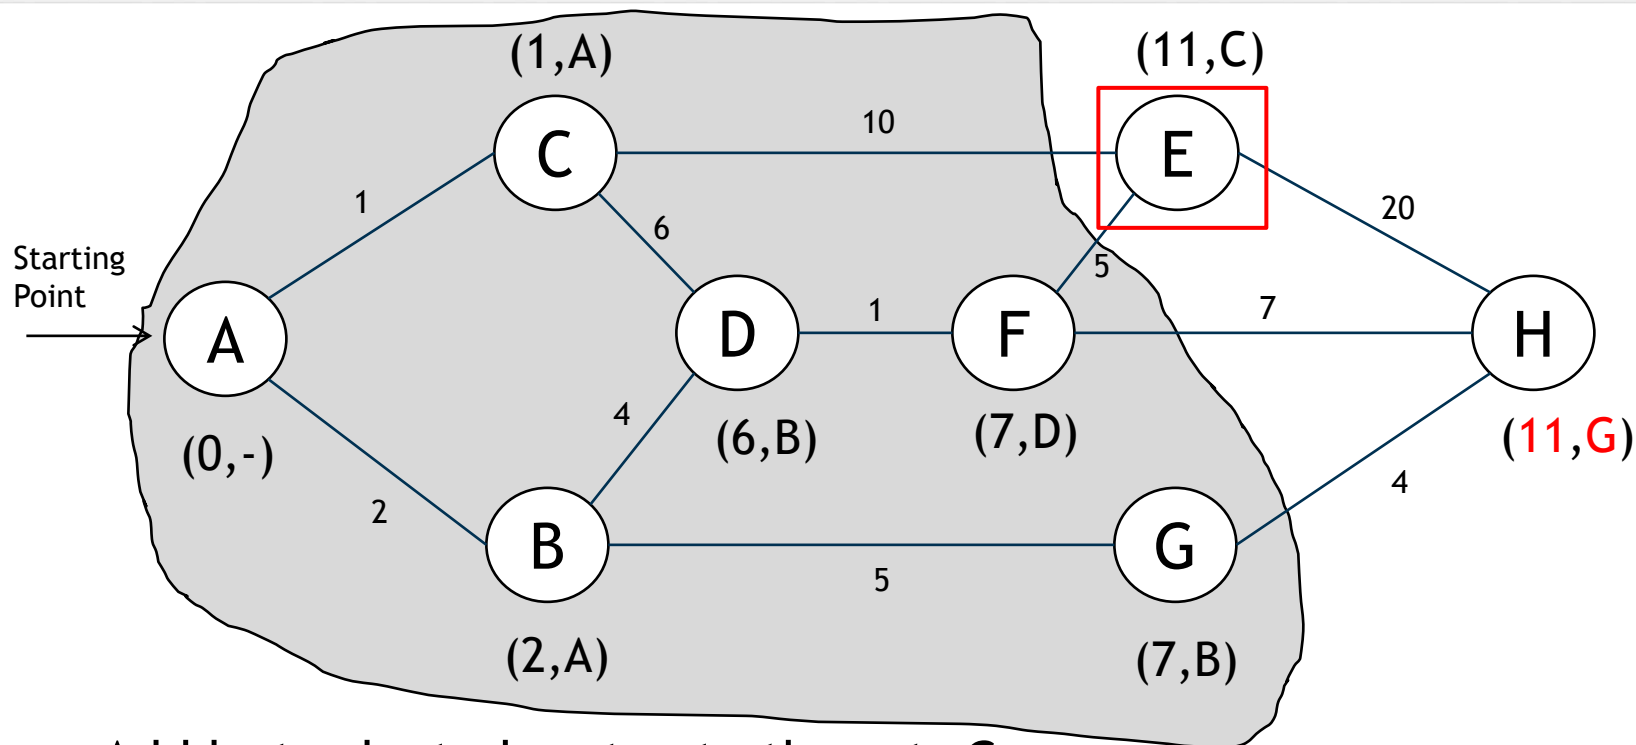 (1,A)
(11,C)
C
10
E
1
6
20
Starting
Point
5
A
D
1
F
7
H
(0,-)
4
(6,B)
(7,D)
(11,G)
2
B
5
G
4
(2,A)
(7,B)